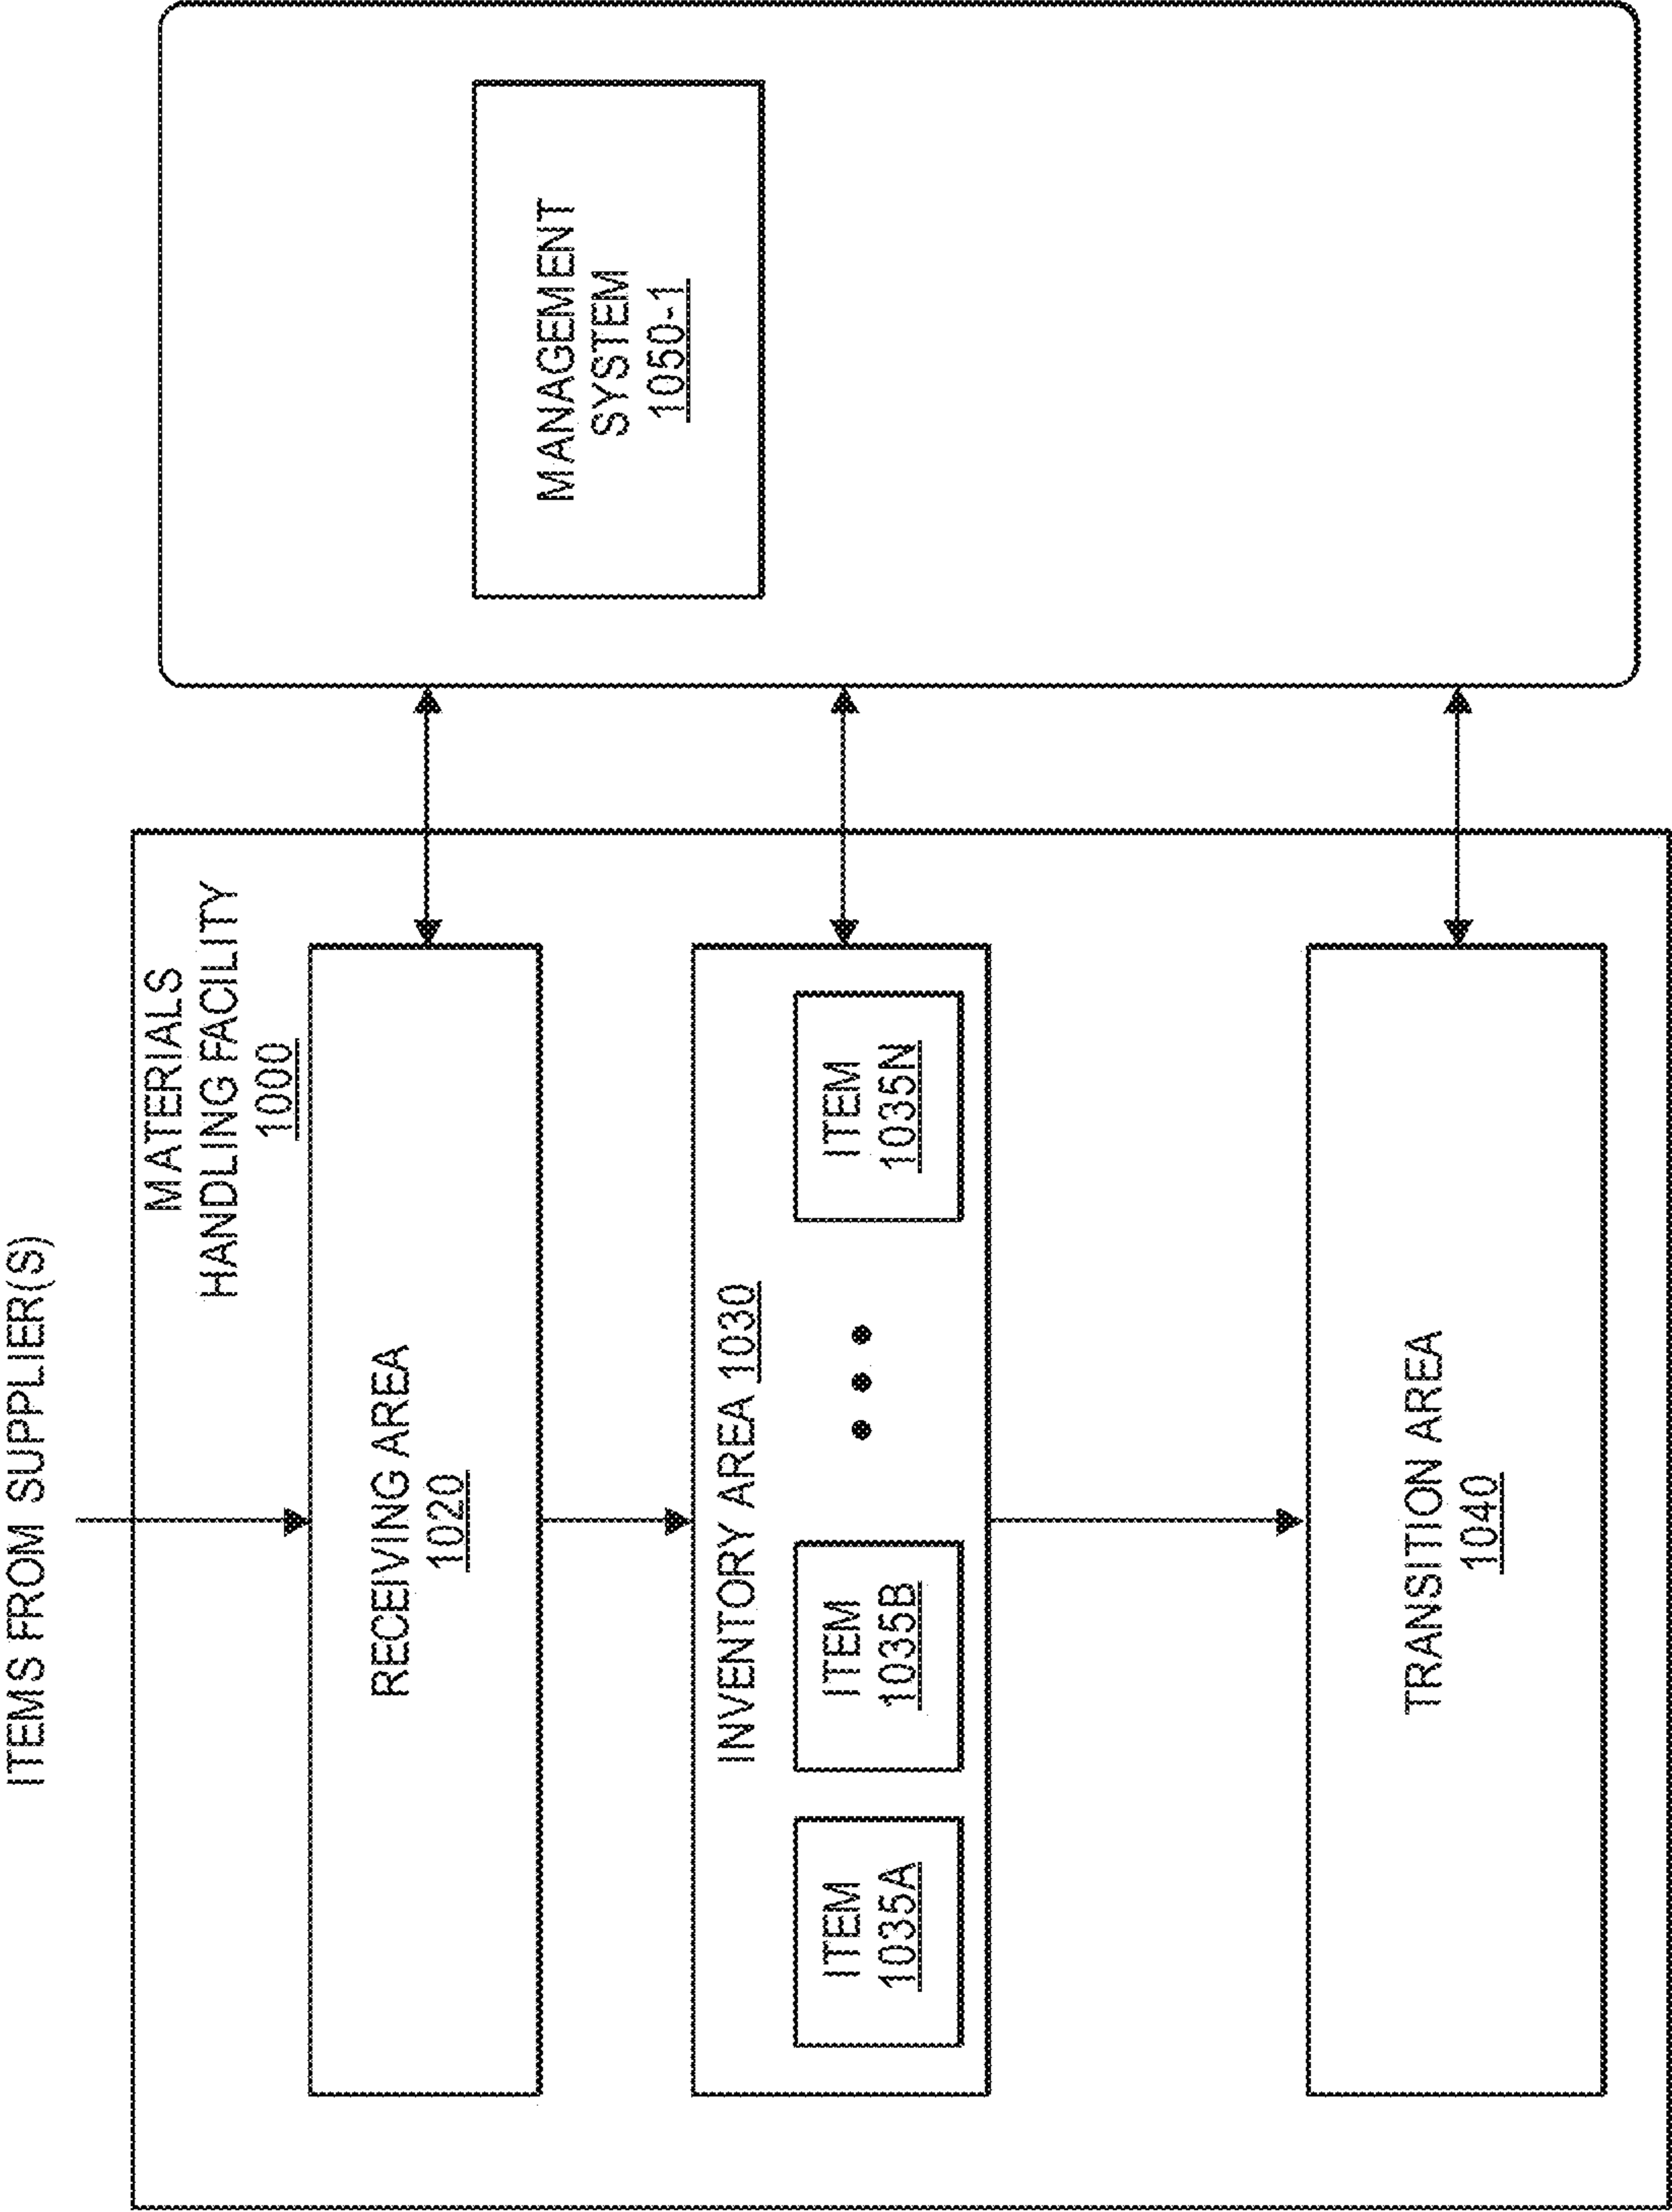 ITEMS FROM SUPPLIER(S)
MATERIALS
HANDLING FACILITY
1000
RECEIVING AREA
1020
INVENTORY AREA 1030
ITEM
1035A
ITEM
1035B
ITEM
1035N
TRANSITION AREA
1040
MANAGEMENT
SYSTEM
1050-1